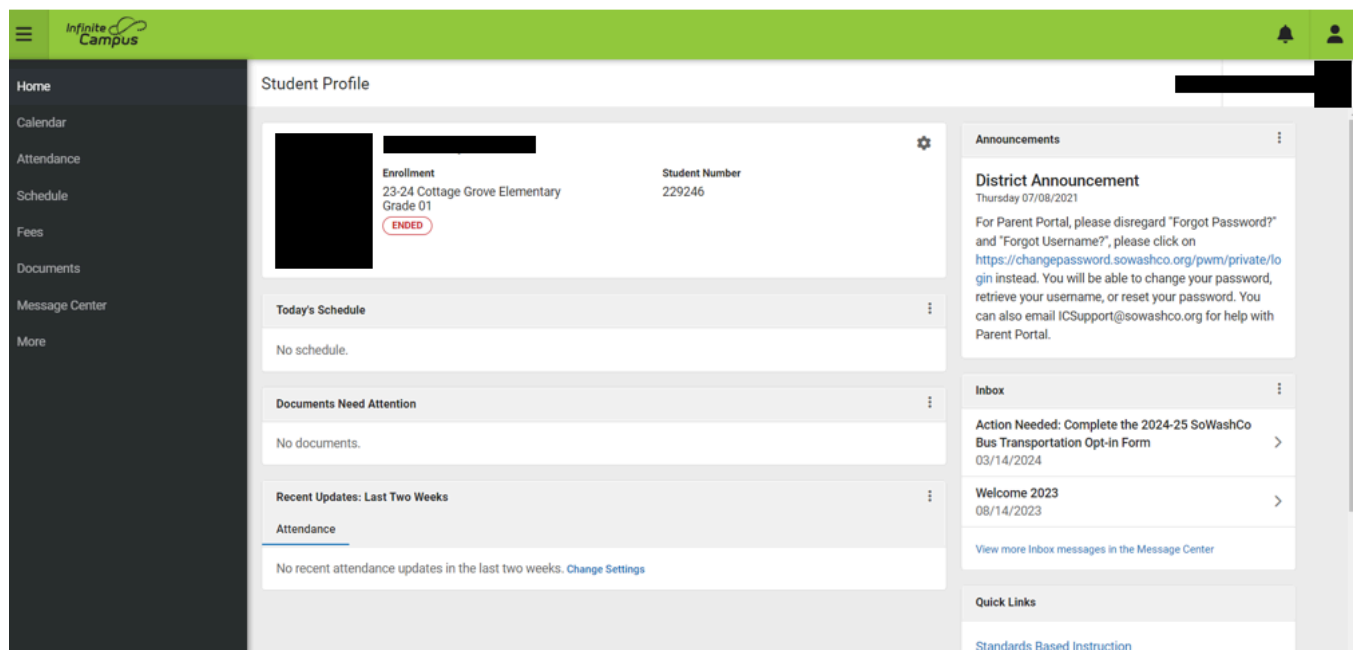 Infinite
Campus
Home
Calendar
Attendance
Schedule
Fees
Documents
Message Center
More
Student Profile
Enrollment
23-24 Cottage Grove Elementary
Grade 01
ENDED
Student Number
229246
Today's Schedule
No schedule.
Documents Need Attention
No documents.
Recent Updates: Last Two Weeks
Attendance
No recent attendance updates in the last two weeks. Change Settings
Announcements
District Announcement
Thursday 07/08/2021
For Parent Portal, please disregard "Forgot Password?"
and "Forgot Username?", please click on
https://changepassword.sowashco.org/pwm/private/lo
gin instead. You will be able to change your password,
retrieve your username, or reset your password. You
can also email ICSupport@sowashco.org for help with
Parent Portal.
Inbox
Action Needed: Complete the 2024-25 SoWashCo
Bus Transportation Opt-in Form
03/14/2024
Welcome 2023
08/14/2023
View more Inbox messages in the Message Center
Quick Links
Standards Based Instruction